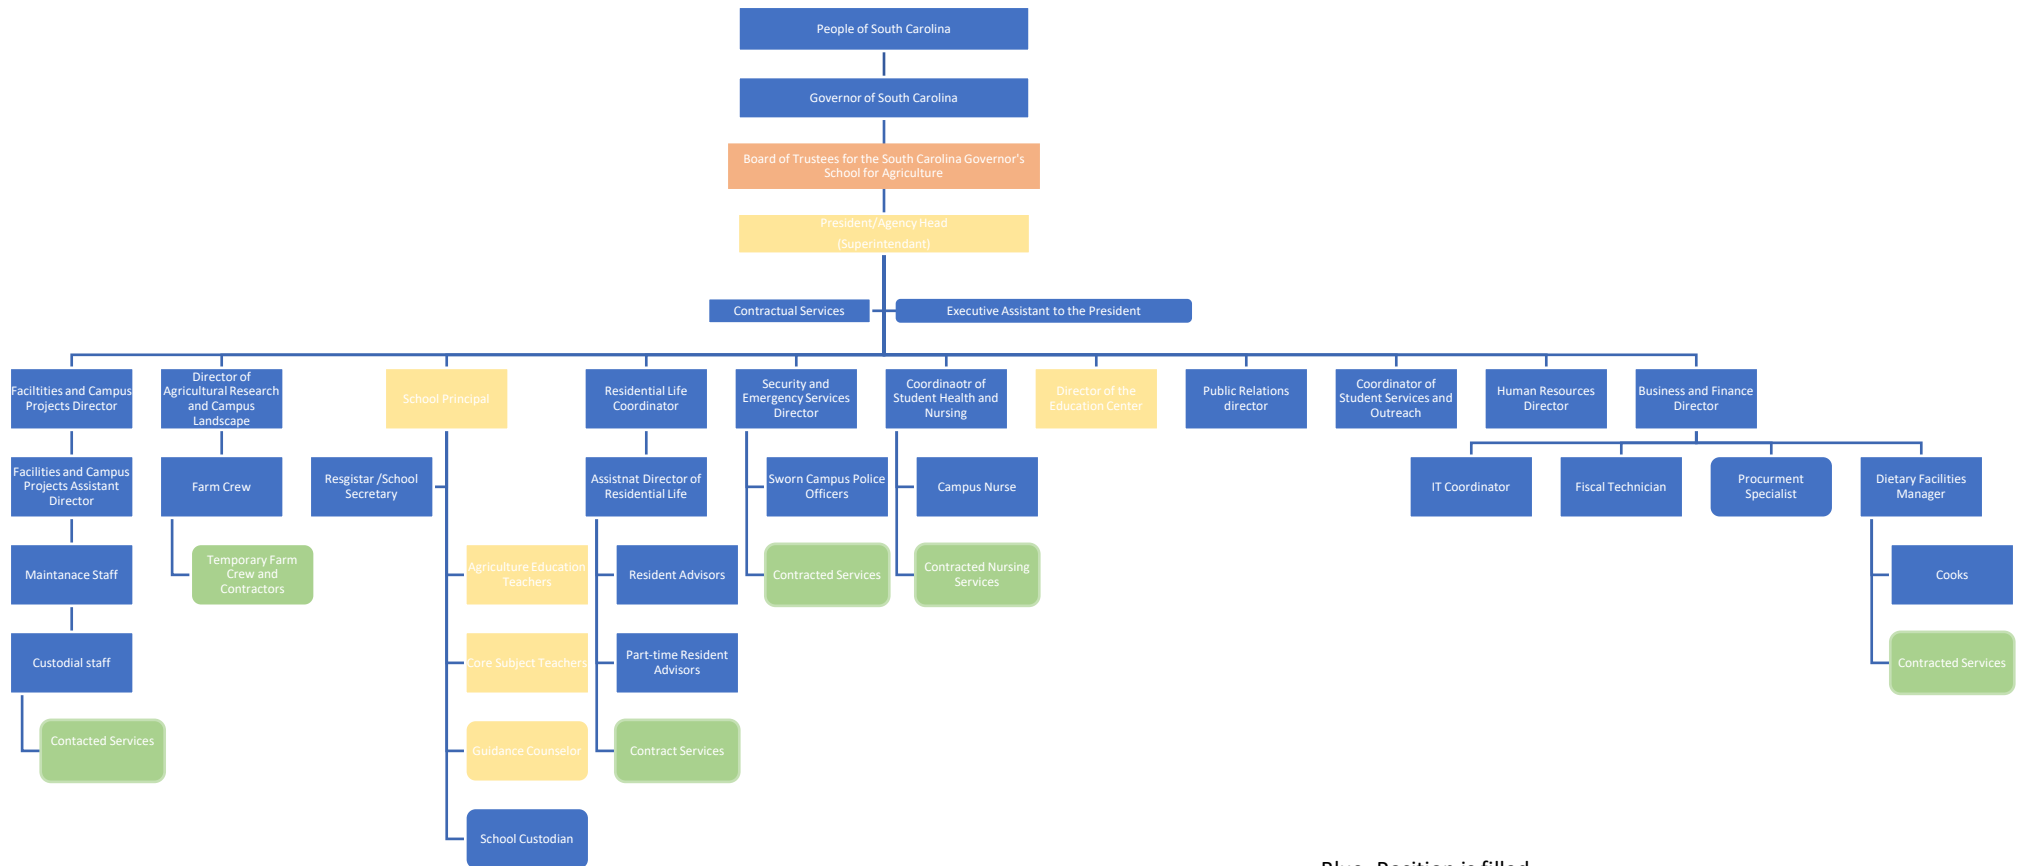 People of South Carolina
Governor of South Carolina
Board of Trustees for the South Carolina Governor's
School for Agriculture
President/Agency Head
(Superintendant)
Contractual Services
Executive Assistant to the President
Faciltities and Campus
Projects Director
Director of
Agricultural Research
and Campus
Landscape
School Principal
Residential Life
Coordinator
Security and
Emergency Services
Director
Coordinaotr of
Student Health and
Nursing
Director of the
Education Center
Public Relations
director
Coordinator of
Student Services and
Outreach
Human Resources
Director
Business and Finance
Director
Facilities and Campus
Projects Assistant
Director
Farm Crew
Resgistar /School
Secretary
Assistnat Director of
Residential Life
Sworn Campus Police
Officers
Campus Nurse
IT Coordinator
Fiscal Technician
Procurment
Specialist
Dietary Facilities
Manager
Maintanace Staff
Temporary Farm
Crew and
Contractors
Agriculture Education
Teachers
Resident Advisors
Contracted Services
Contracted Nursing
Services
Cooks
Custodial staff
Core Subject Teachers
Part-time Resident
Advisors
Contracted Services
Contacted Services
Guidance Counselor
Contract Services
School Custodian
Blue- Position is filled